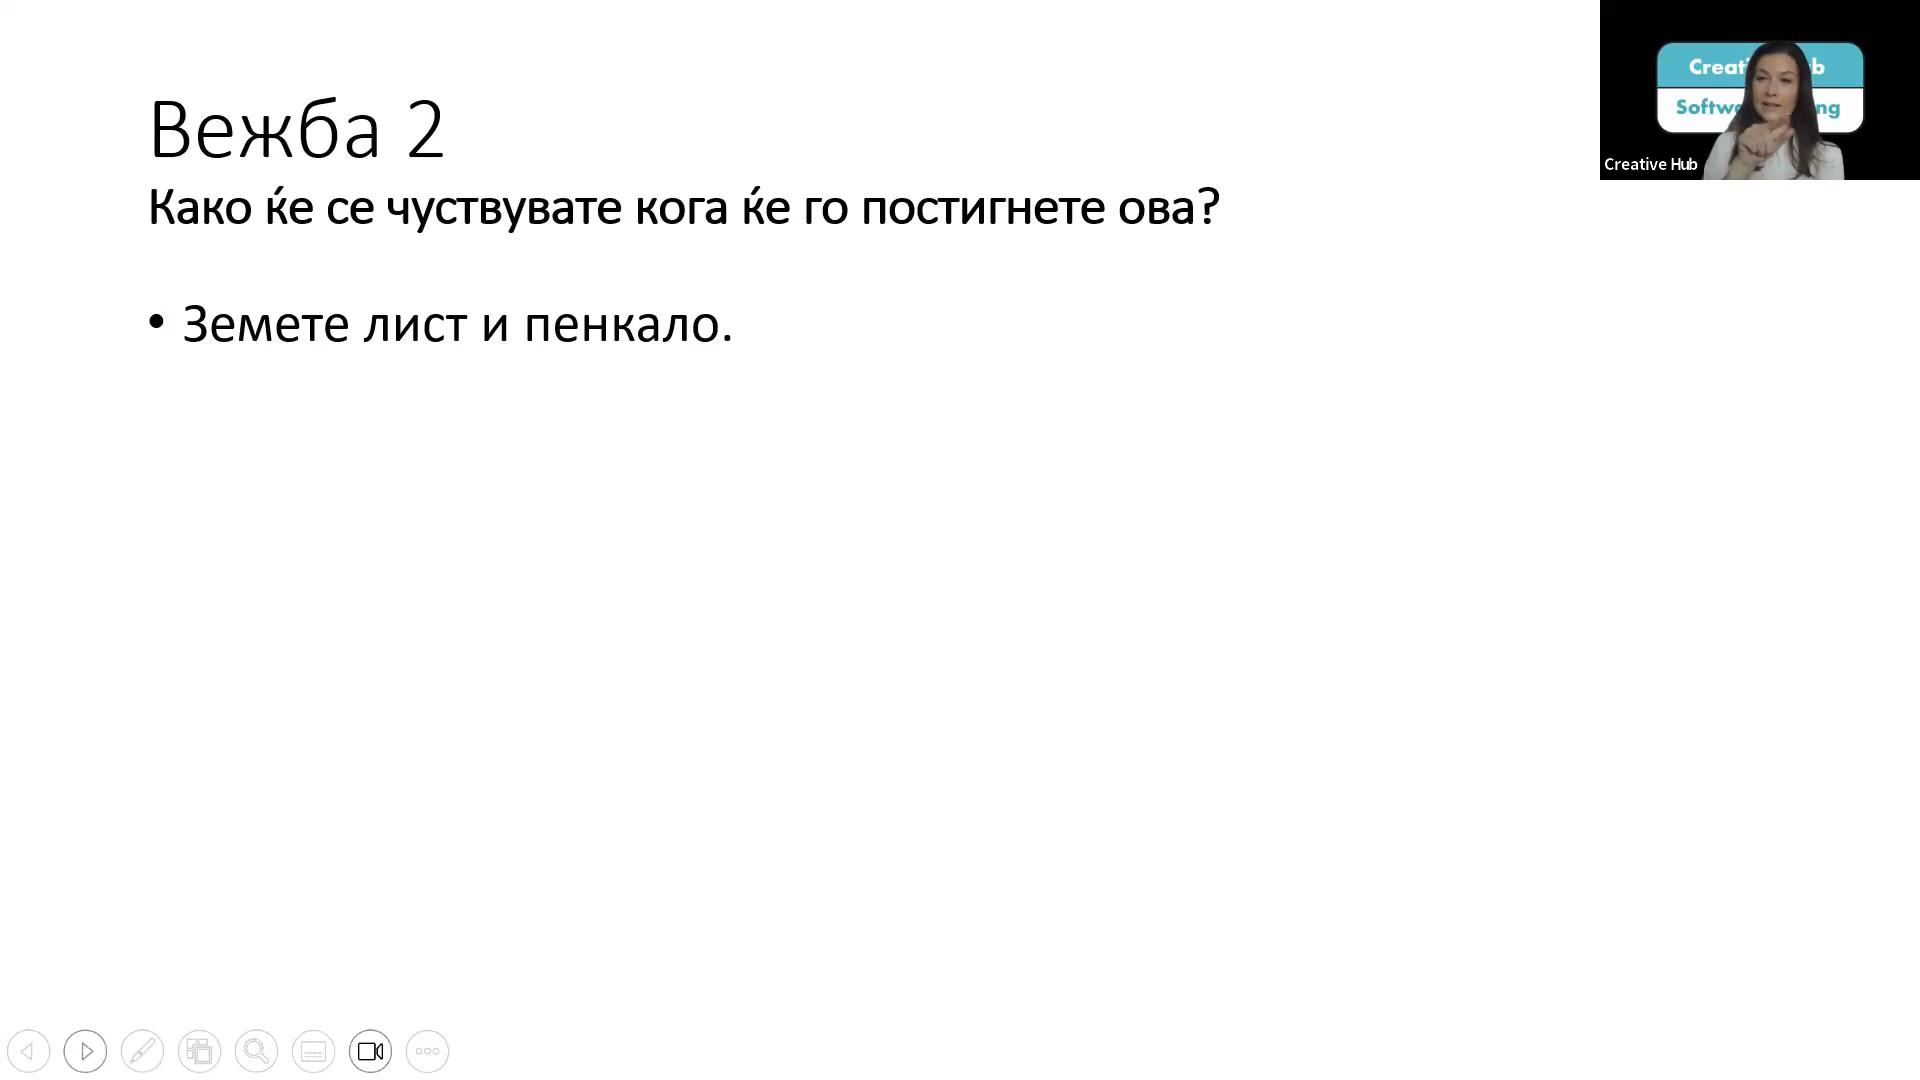 Вежба 2
Како ќе се чуствувате кога ќе го постигнете ова?
• Земете лист и пенкало.
Creative Hub